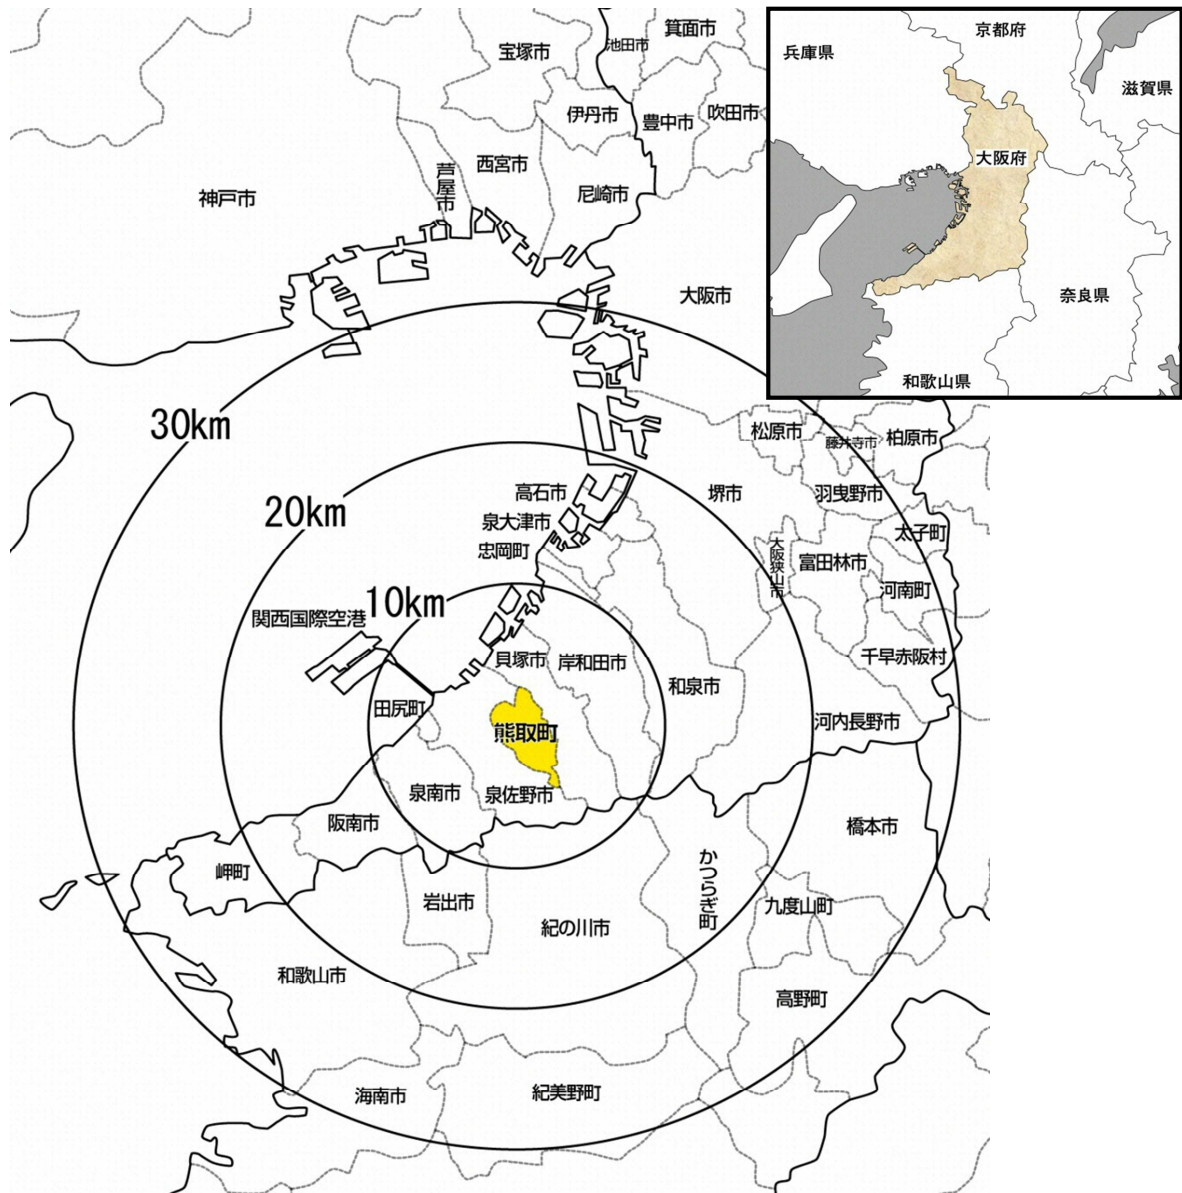 箕面市
池田市
宝塚市
伊丹市
豊中市
吹田市
西宮市
芦屋市
尼崎市
神戸市
大阪市
京都府
兵庫県
滋賀県
大阪府
奈良県
和歌山県
30km
松原市
藤井寺市
柏原市
20km
高石市
堺市
羽曳野市
泉大津市
太子町
忠岡町
大阪狭山市
富田林市
河南町
10km
関西国際空港
貝塚市
岸和田市
千早赤阪村
和泉市
田尻町
河内長野市
熊取町
泉南市
泉佐野市
阪南市
橋本市
岬町
かつらぎ町
岩出市
九度山町
紀の川市
和歌山市
高野町
海南市
紀美野町